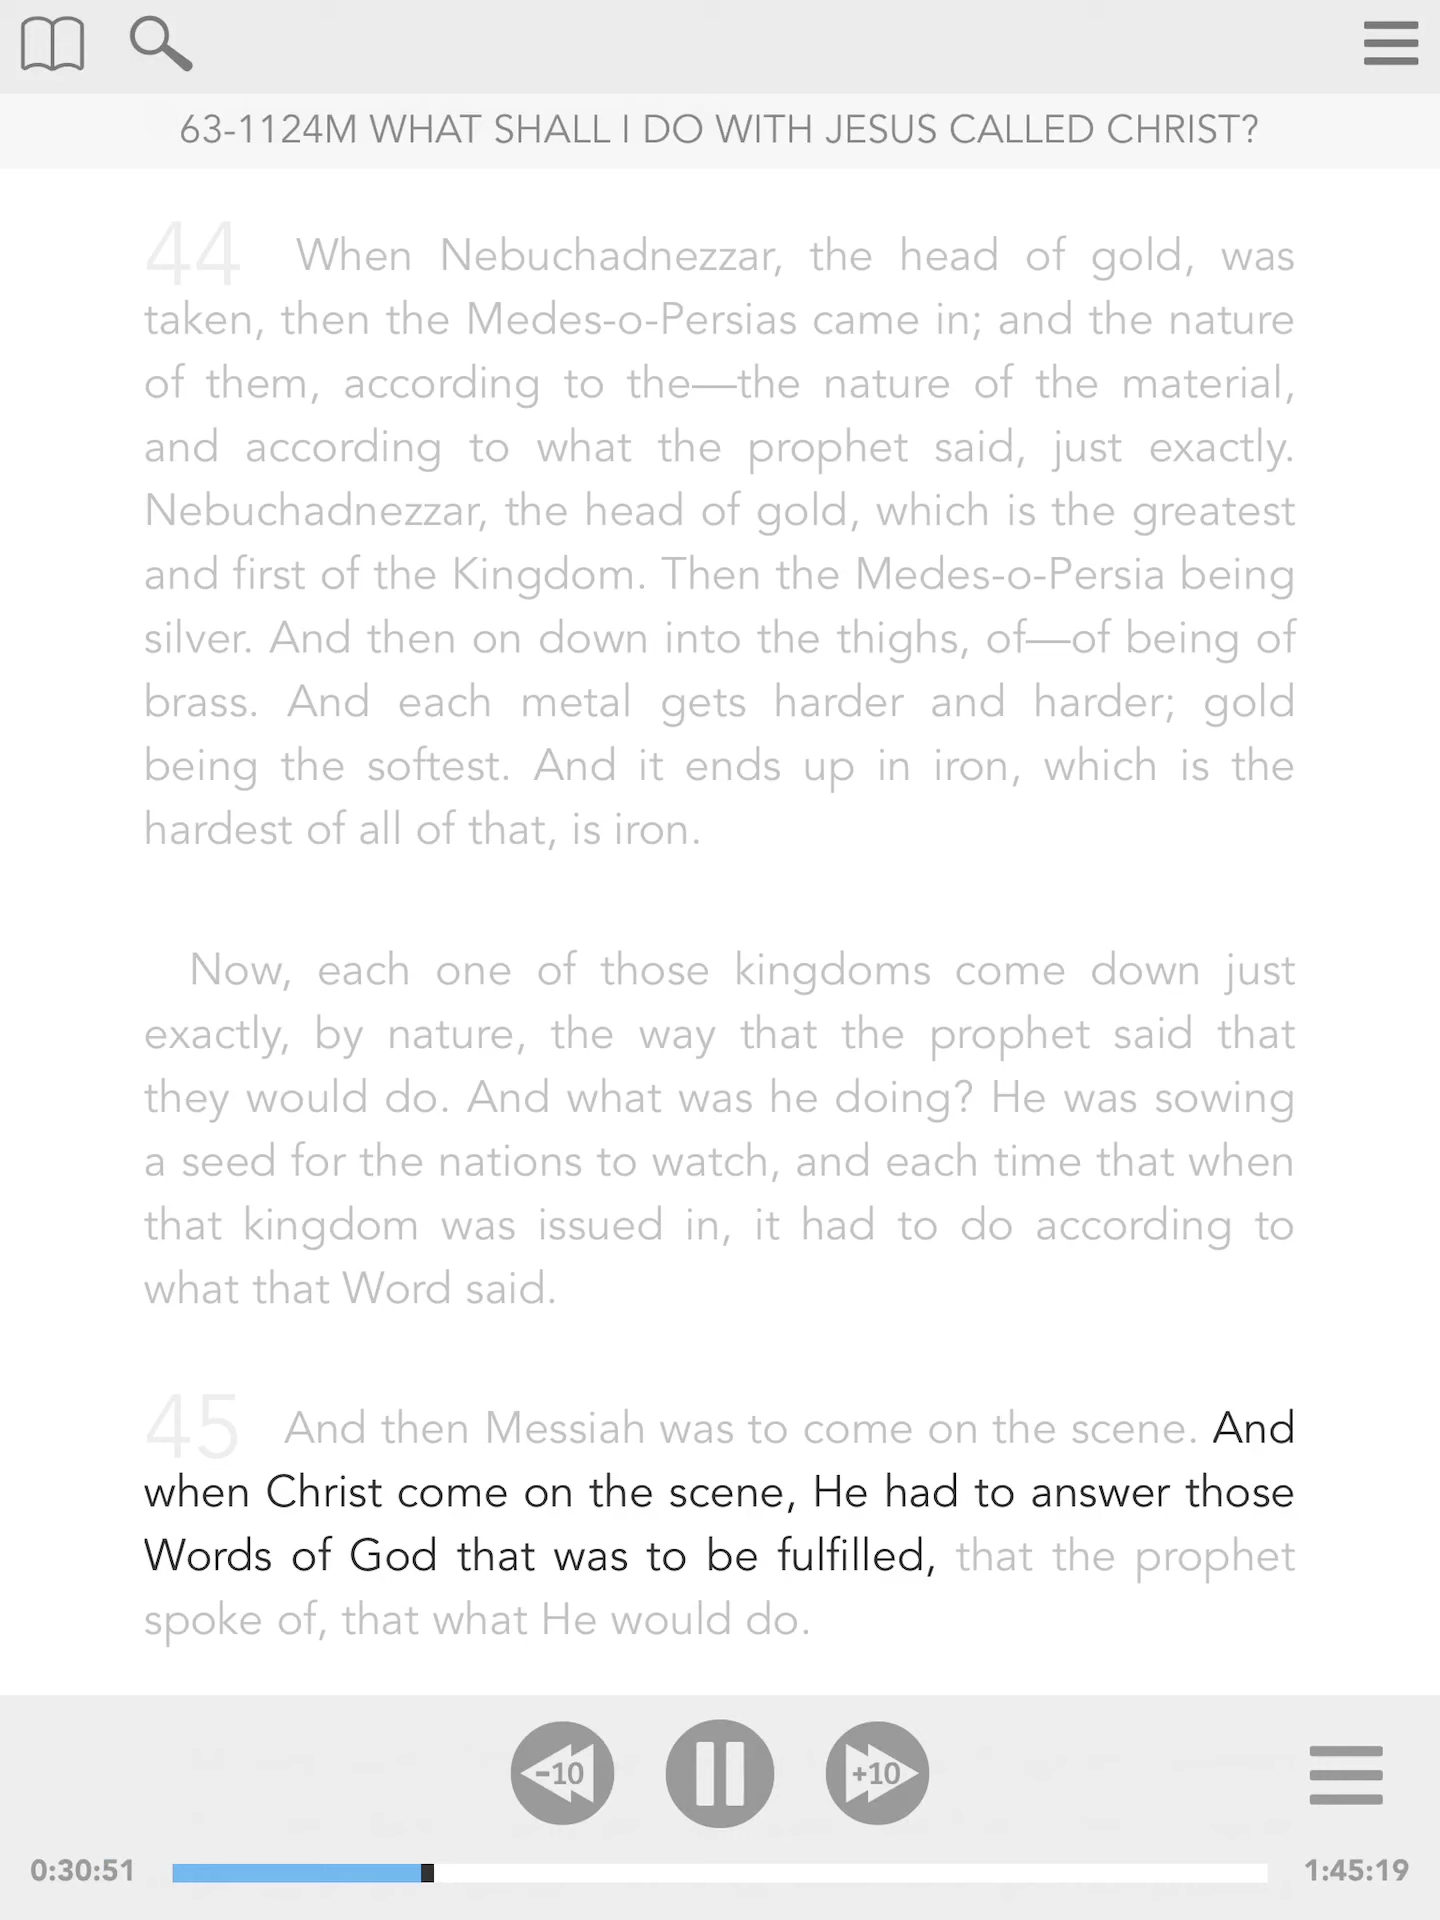 63-1124M WHAT SHALL I DO WITH JESUS CALLED CHRIST?
44 When Nebuchadnezzar, the head of gold, was
taken, then the Medes-o-Persias came in; and the nature
of them, according to the—the nature of the material,
and according to what the prophet said, just exactly.
Nebuchadnezzar, the head of gold, which is the greatest
and first of the Kingdom. Then the Medes-o-Persia being
silver. And then on down into the thighs, of—of being of
brass. And each metal gets harder and harder; gold
being the softest. And it ends up in iron, which is the
hardest of all of that, is iron.
Now, each one of those kingdoms come down just
exactly, by nature, the way that the prophet said that
they would do. And what was he doing? He was sowing
a seed for the nations to watch, and each time that when
that kingdom was issued in, it had to do according to
what that Word said.
45 And then Messiah was to come on the scene. And
when Christ come on the scene, He had to answer those
Words of God that was to be fulfilled, that the prophet
spoke of, that what He would do.
-10 +10
0:30:51 1:45:19